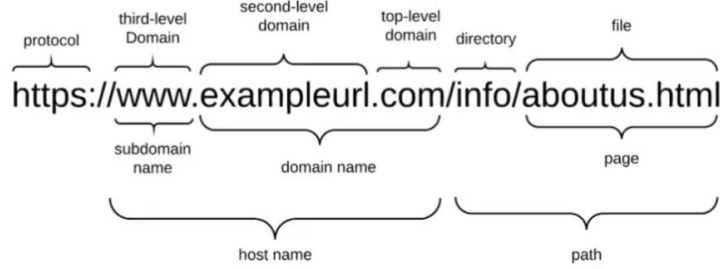 protocol
third-level
Domain
second-level
domain
top-level
domain
directory
file
https://www.exampleurl.com/info/aboutus.html
subdomain
name
domain name
page
host name
path